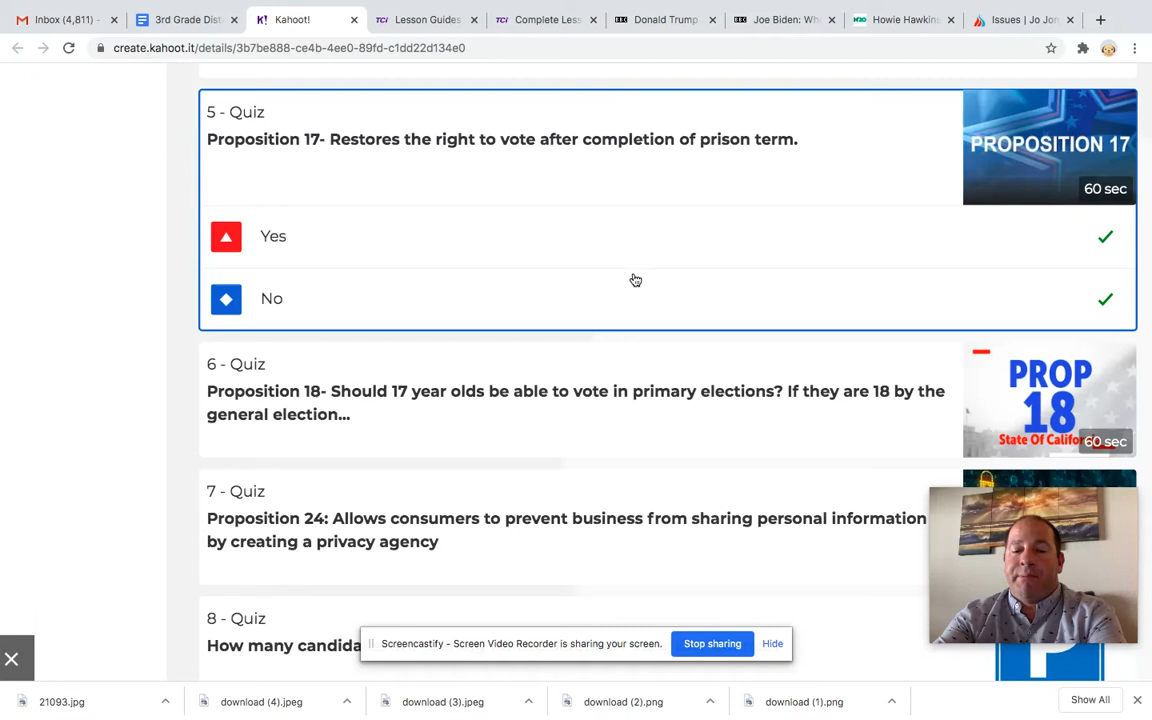 Inbox (4,811) -
3rd Grade Dist
K! Kahoot!
TCi Lesson Guides
TCi Complete Less
Donald Trump
Joe Biden: Wh
Howie Hawkins
Issues | Jo Jor
create.kahoot.it/details/3b7be888-ce4b-4ee0-89fd-c1dd22d134e0
5 - Quiz
Proposition 17- Restores the right to vote after completion of prison term.
PROPOSITION 17
60 sec
Yes
No
6 - Quiz
Proposition 18- Should 17 year olds be able to vote in primary elections? If they are 18 by the
general election...
PROP
18
State Of Califor
60 sec
7 - Quiz
Proposition 24: Allows consumers to prevent business from sharing personal information
by creating a privacy agency
8 - Quiz
How many candida
Screencastify - Screen Video Recorder is sharing your screen.
Stop sharing
Hide
P
21093.jpg
download (4).jpeg
download (3).jpeg
download (2).png
download (1).png
Show All